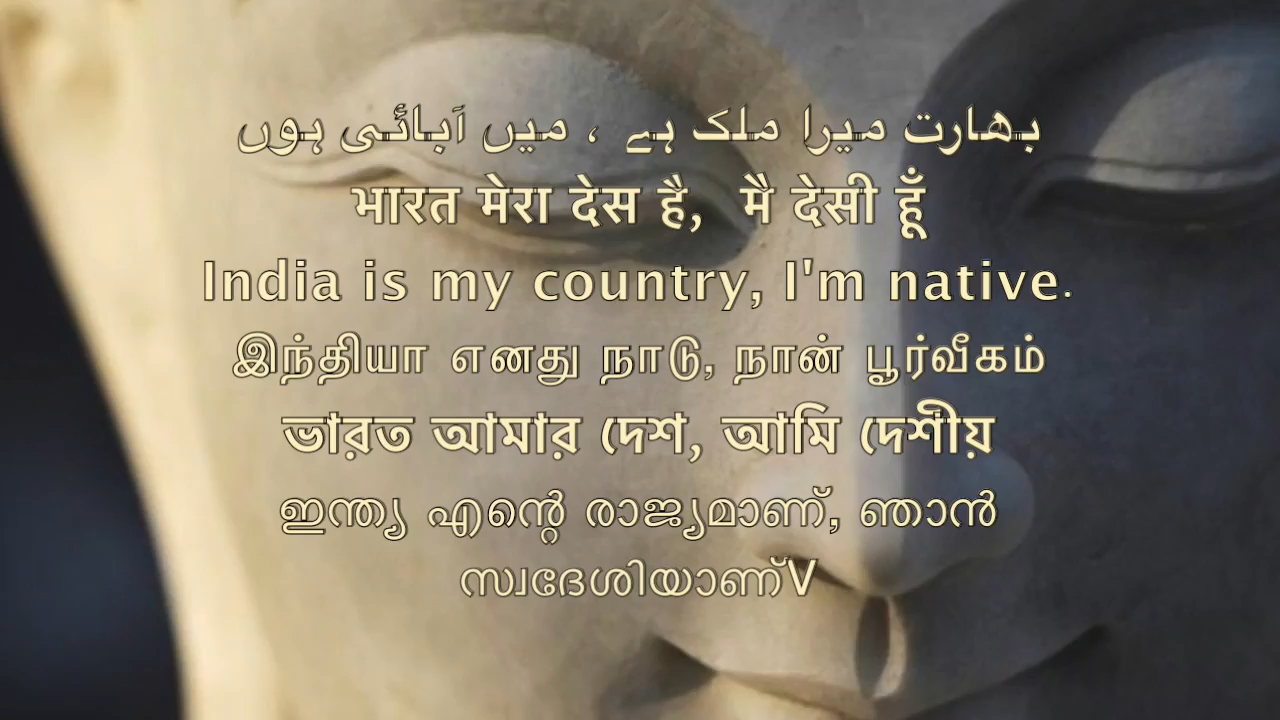 بھارت میرا ملک ہے ، میں آبائی ہوں
भारत मेरा देस है, मै देसी हूँ
India is my country, I'm native.
இந்தியா எனது நாடு, நான் பூர்வீகம்
ভারত আমার দেশ, আমি দেশীয়
ഇന്ത്യ എന്റെ രാജ്യമാണ്, ഞാൻ
സ്വദേശിയാണ്V